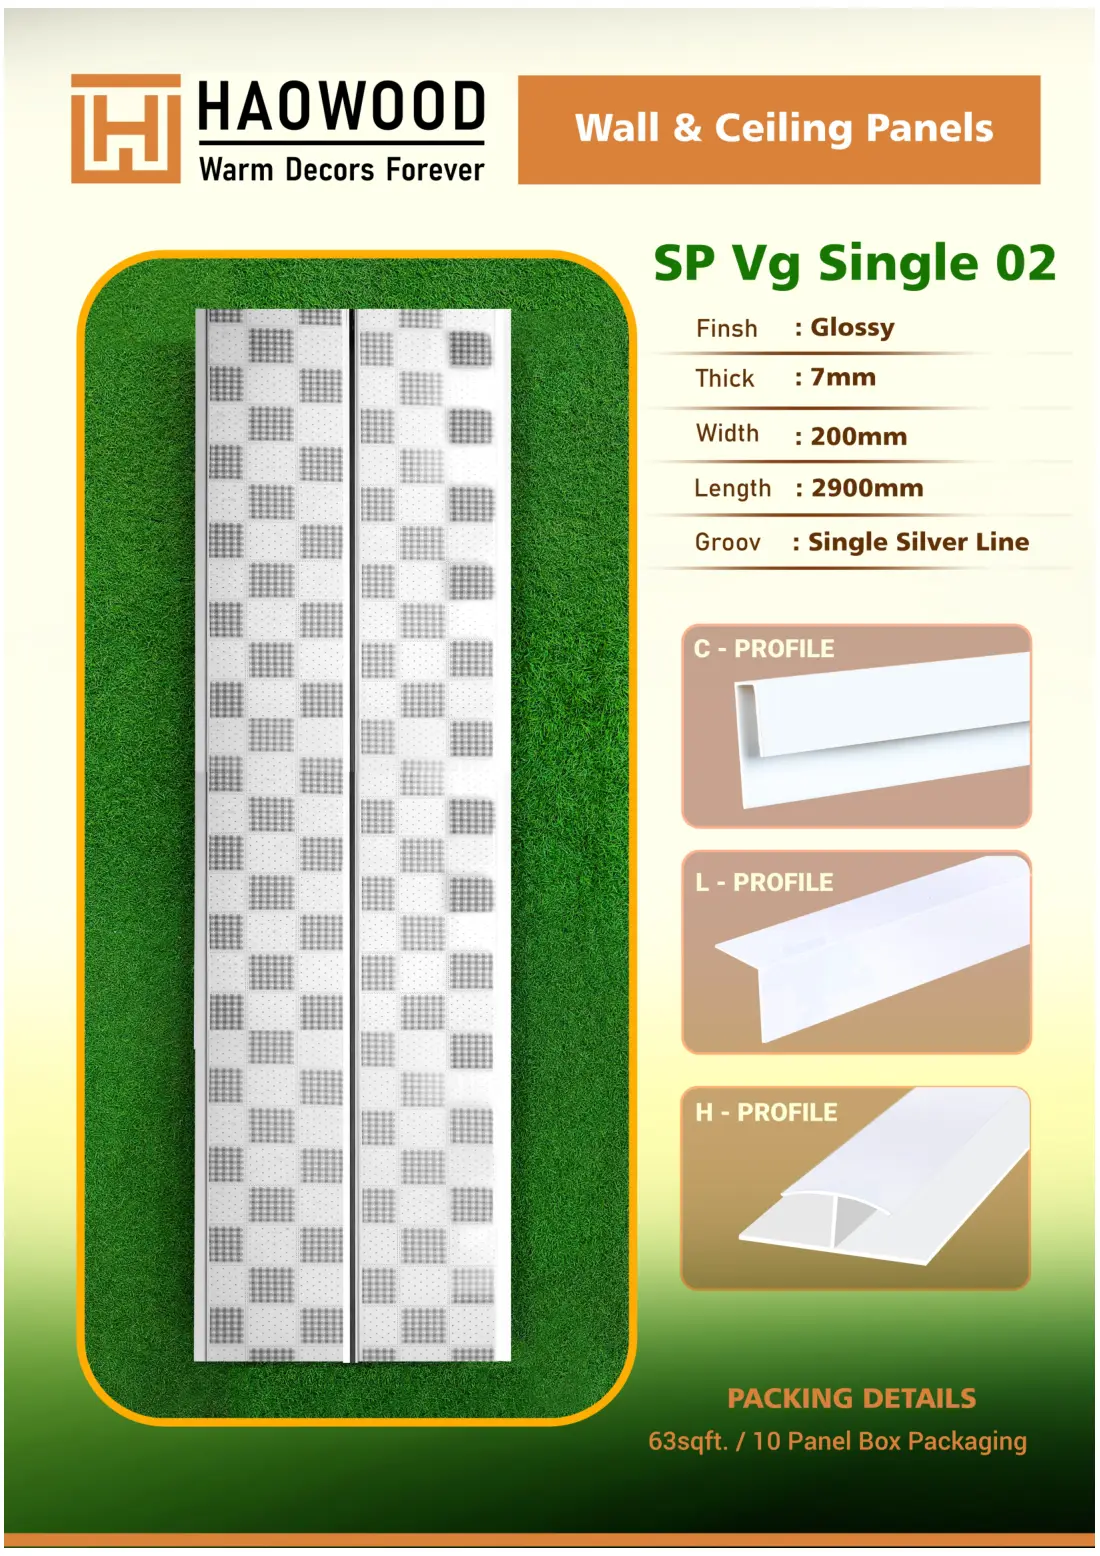 HAOWOOD
Warm Decors Forever
Wall & Ceiling Panels
SP Vg Single 02
Finsh : Glossy
Thick : 7mm
Width : 200mm
Length : 2900mm
Groov : Single Silver Line
C - PROFILE
L - PROFILE
H - PROFILE
PACKING DETAILS
63sqft. / 10 Panel Box Packaging